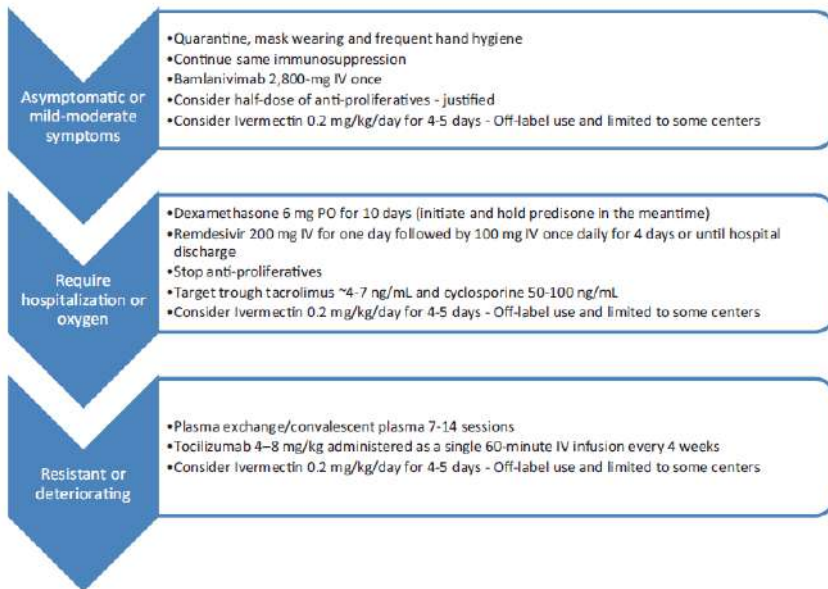 Asymptomatic or
mild-moderate
symptoms
•Quarantine, mask wearing and frequent hand hygiene
•Continue same immunosuppression
•Bamlanivimab 2,800-mg IV once
•Consider half-dose of anti-proliferatives - justified
•Consider Ivermectin 0.2 mg/kg/day for 4-5 days - Off-label use and limited to some centers
Require
hospitalization or
oxygen
•Dexamethasone 6 mg PO for 10 days (initiate and hold predisone in the meantime)
•Remdesivir 200 mg IV for one day followed by 100 mg IV once daily for 4 days or until hospital
discharge
•Stop anti-proliferatives
•Target trough tacrolimus ~4-7 ng/mL and cyclosporine 50-100 ng/mL
•Consider Ivermectin 0.2 mg/kg/day for 4-5 days - Off-label use and limited to some centers
Resistant or
deteriorating
•Plasma exchange/convalescent plasma 7-14 sessions
•Tocilizumab 4–8 mg/kg administered as a single 60-minute IV infusion every 4 weeks
•Consider Ivermectin 0.2 mg/kg/day for 4-5 days - Off-label use and limited to some centers